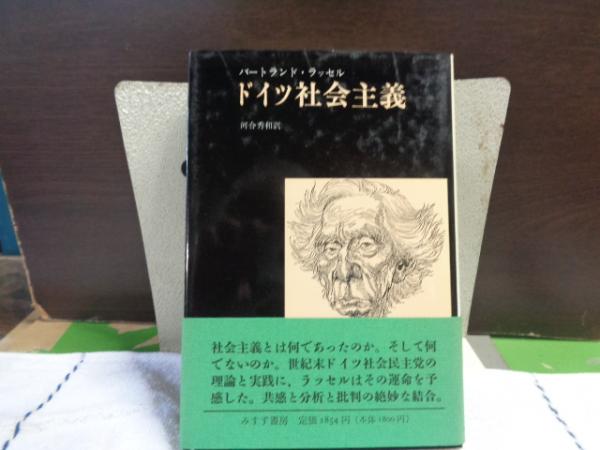 バートランド・ラッセル
ドイツ社会主義
河合秀和訳
社会主義とは何であったのか。そして何
でないのか。世紀末ドイツ社会民主党の
理論と実践に、ラッセルはその運命を予
感した。共感と分析と批判の絶妙な結合。
みすず書房 定価1854円(本体1800円)